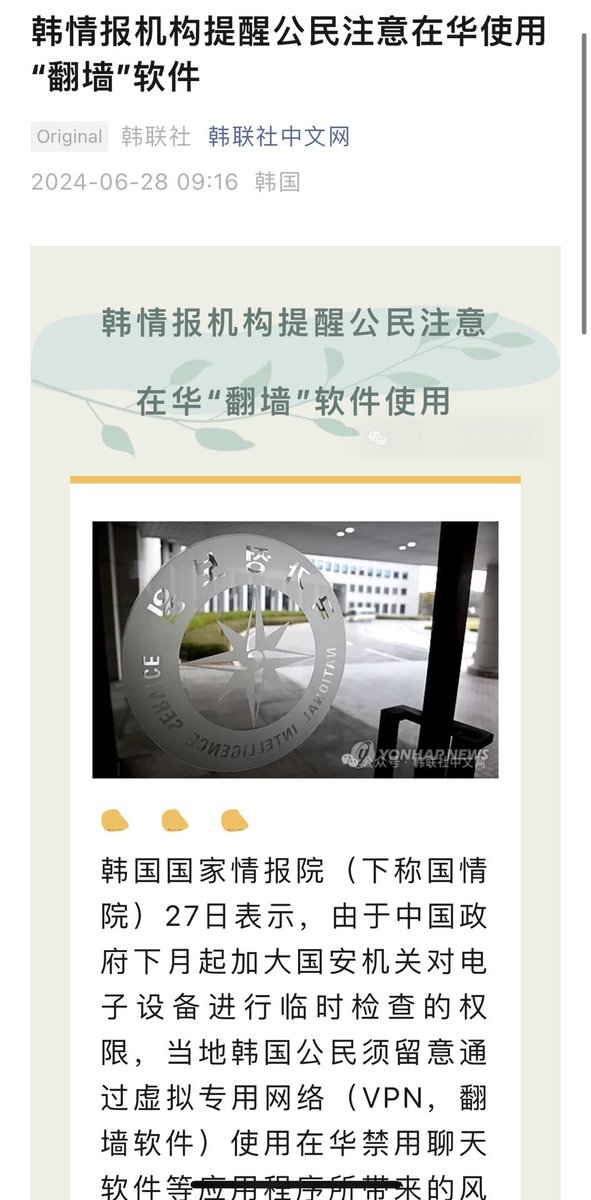 韩情报机构提醒公民注意在华使用
“翻墙”软件
Original 韩联社 韩联社中文网
2024-06-28 09:16 韩国
韩情报机构提醒公民注意
在华“翻墙”软件使用
국가정보원
NATIONAL INTELLIGENCE SERVICE
YONHAP NEWS
公众号·韩联社中文网
韩国国家情报院（下称国情
院）27日表示，由于中国政
府下月起加大国安机关对电
子设备进行临时检查的权
限，当地韩国公民须留意通
过虚拟专用网络（VPN，翻
墙软件）使用在华禁用聊天
软件等应用程序所带来的风